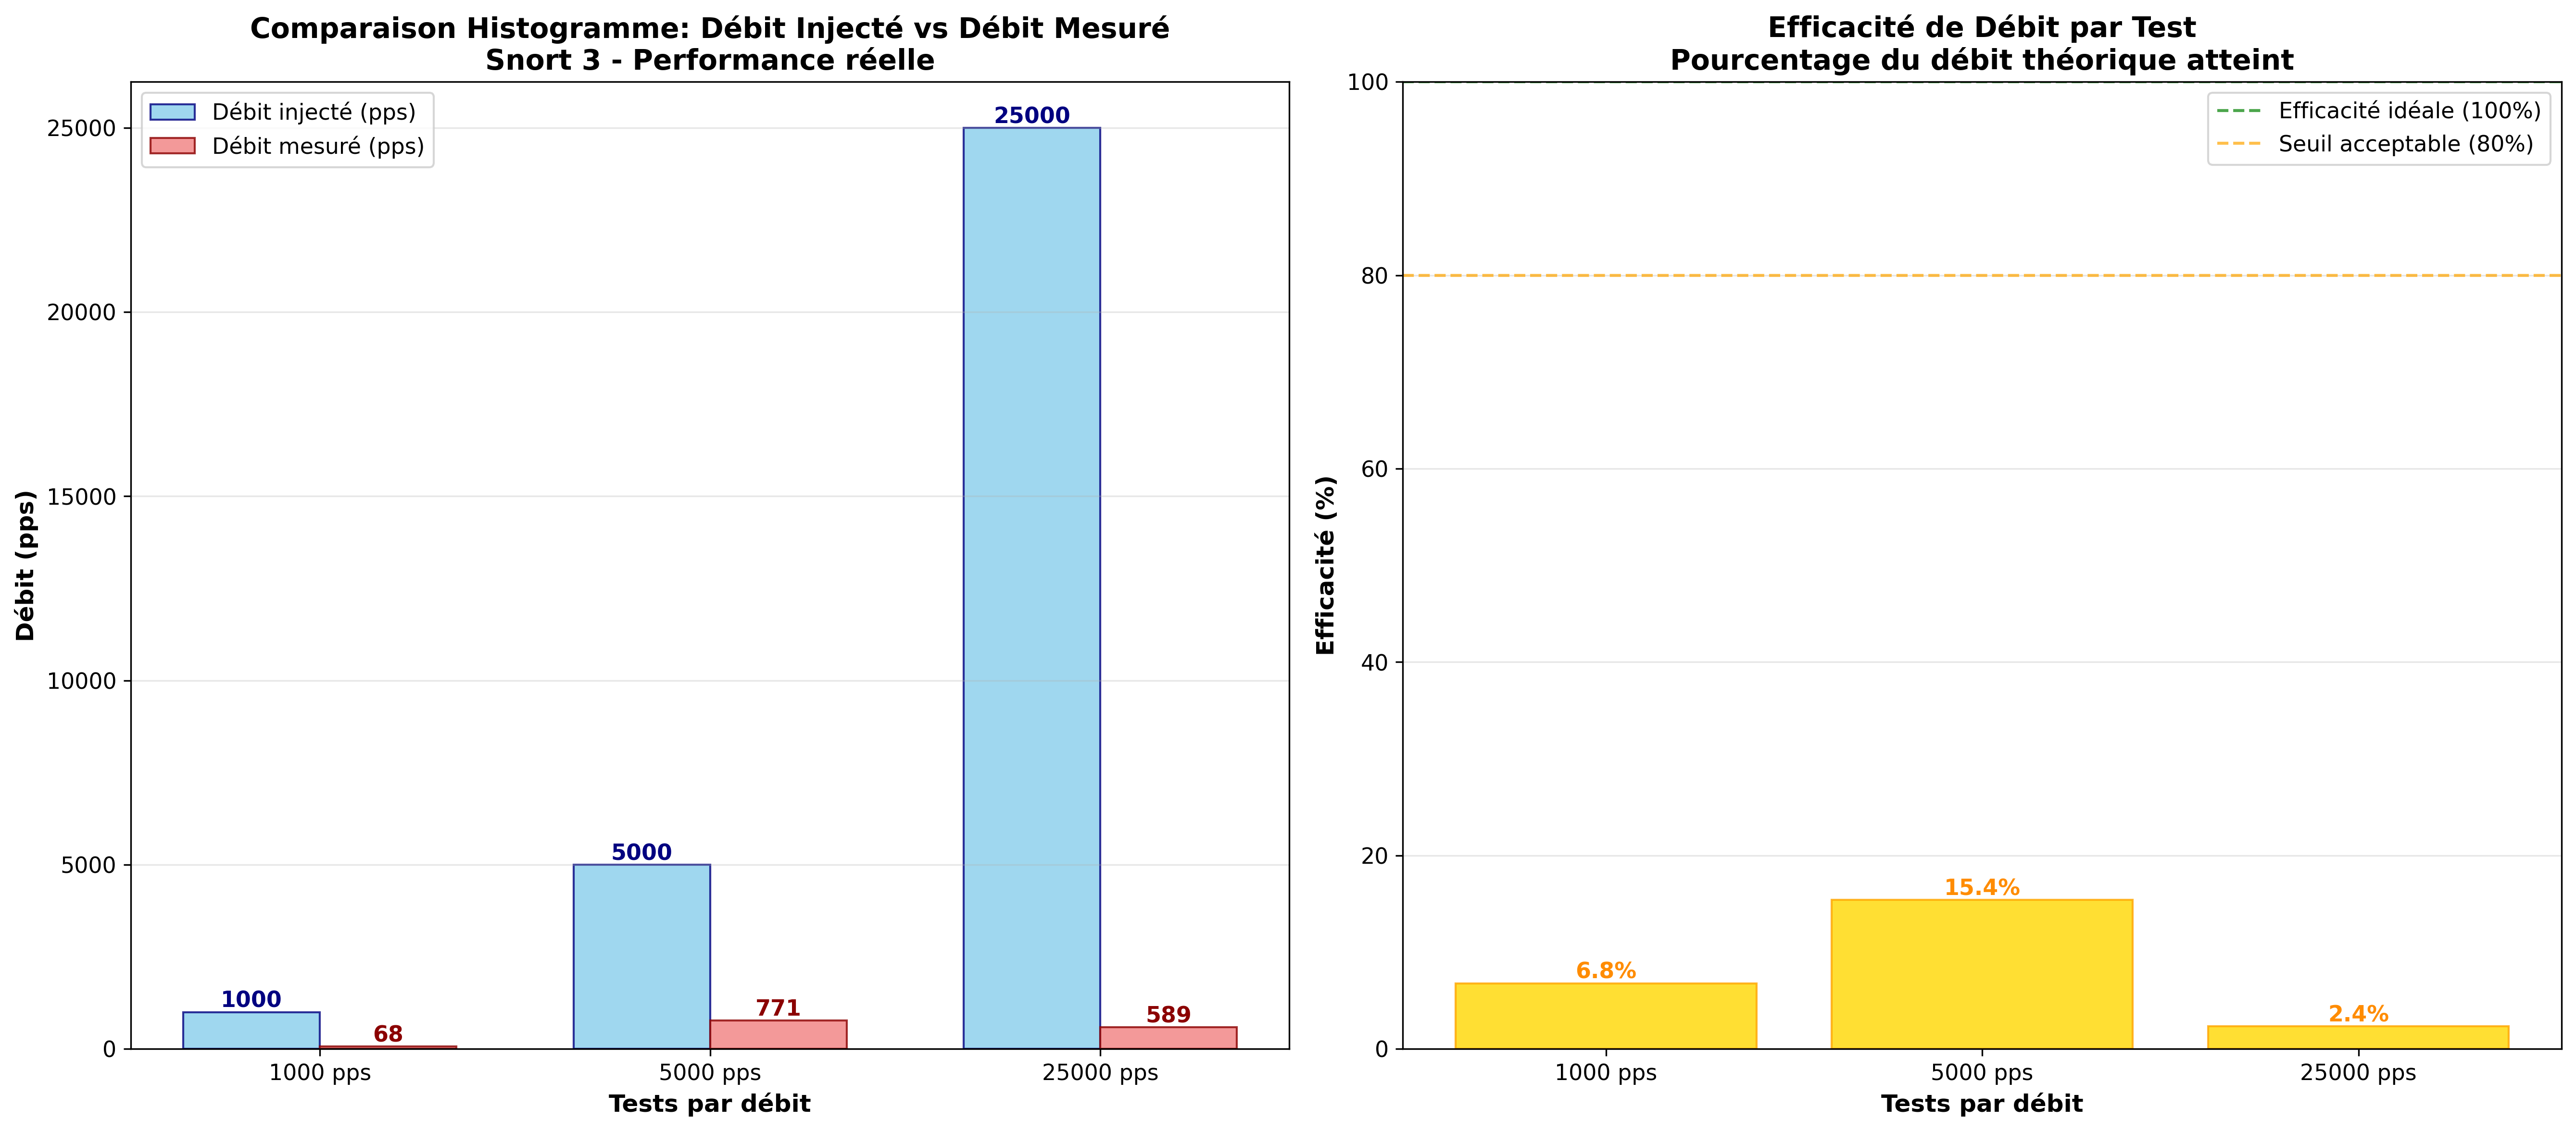 Comparaison Histogramme: Débit Injecté vs Débit Mesuré
Snort 3 - Performance réelle
Débit injecté (pps)
Débit mesuré (pps)
Débit (pps)
25000
20000
15000
10000
5000
0
1000
68
5000
771
25000
589
1000 pps
5000 pps
25000 pps
Tests par débit
Efficacité de Débit par Test
Pourcentage du débit théorique atteint
Efficacité idéale (100%)
Seuil acceptable (80%)
Efficacité (%)
100
80
60
40
20
0
6.8%
15.4%
2.4%
1000 pps
5000 pps
25000 pps
Tests par débit